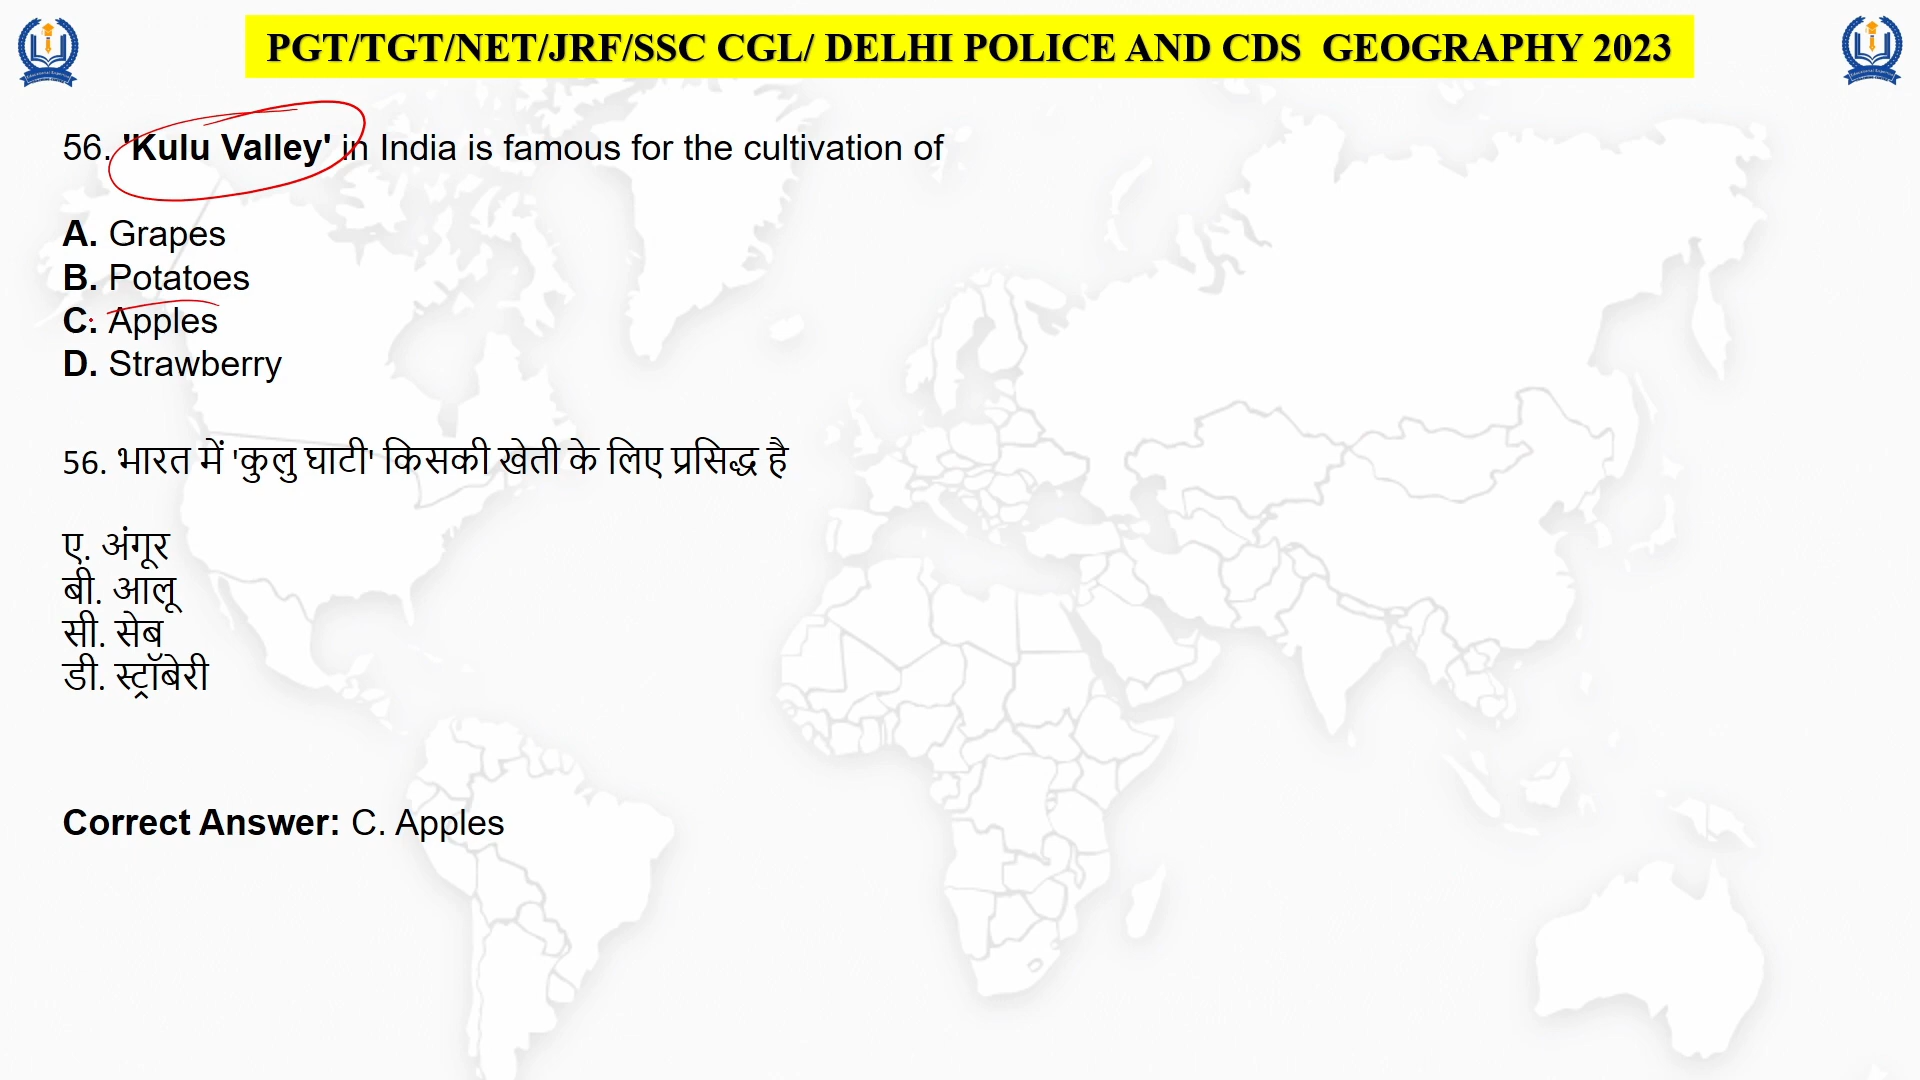 PGT/TGT/NET/JRF/SSC CGL/ DELHI POLICE AND CDS GEOGRAPHY 2023
56. 'Kulu Valley' in India is famous for the cultivation of
A. Grapes
B. Potatoes
C. Apples
D. Strawberry
56. भारत में 'कुलु घाटी' किसकी खेती के लिए प्रसिद्ध है
ए. अंगूर
बी. आलू
सी. सेब
डी. स्ट्रॉबेरी
Correct Answer: C. Apples